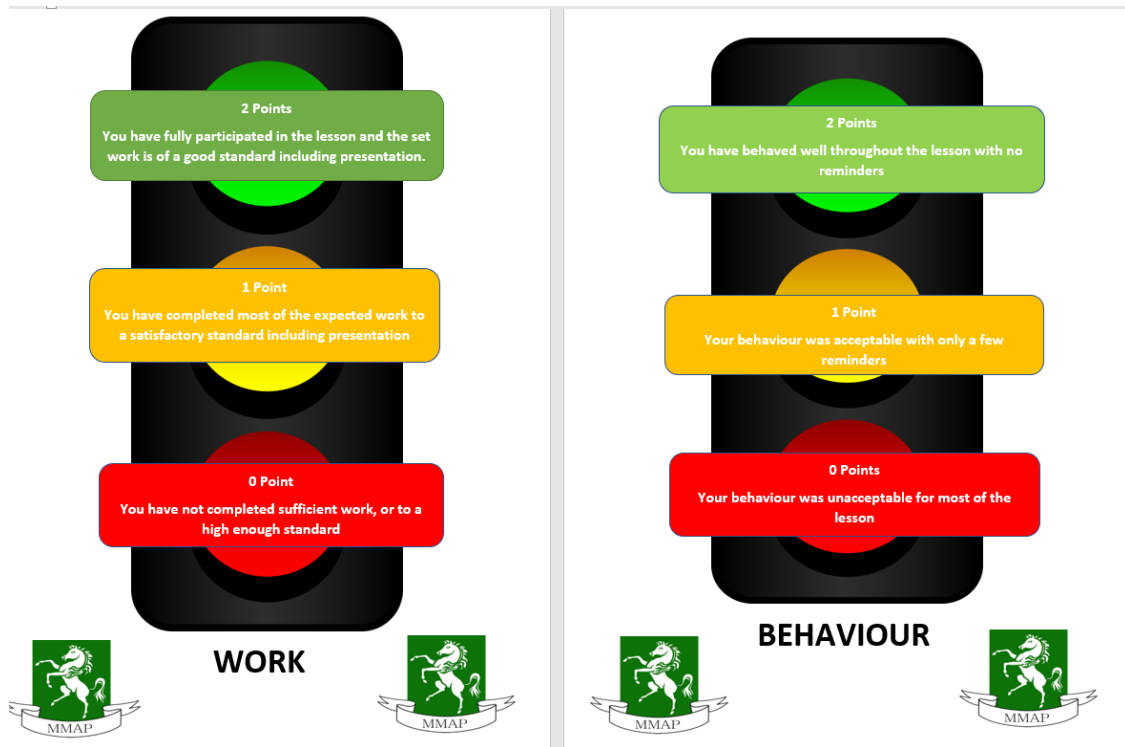 2 Points
You have fully participated in the lesson and the set
work is of a good standard including presentation.
1 Point
You have completed most of the expected work to
a satisfactory standard including presentation
0 Point
You have not completed sufficient work, or to a
high enough standard
WORK
MMAP
MMAP
2 Points
You have behaved well throughout the lesson with no
reminders
1 Point
Your behaviour was acceptable with only a few
reminders
0 Points
Your behaviour was unacceptable for most of the
lesson
BEHAVIOUR
MMAP
MMAP